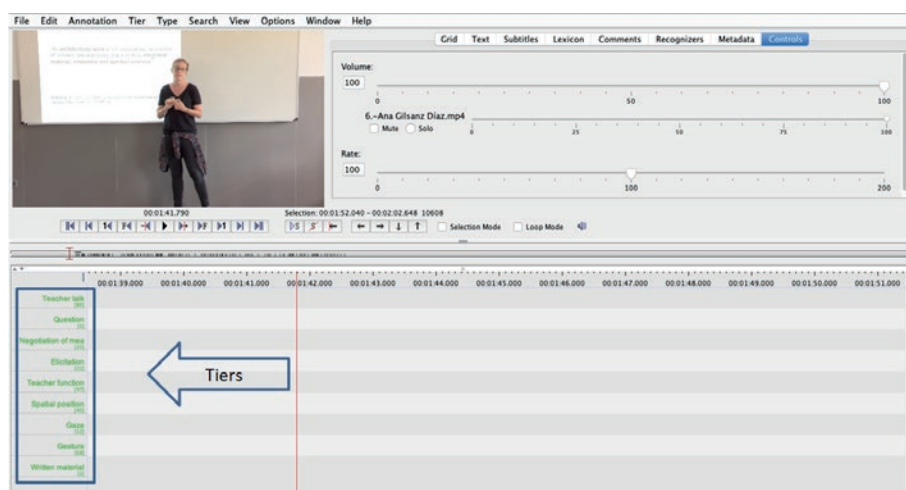 File Edit Annotation Tier Type Search View Options Window Help
Grid Text Subtitles Lexicon Comments Recognizers Metadata Controls
Volume:
100
0 50 100
6.-Ana Gilsanz Díaz.mp4
Mute Solo 0 25 50 75 100
Rate:
100
0 100 200
00:01:41.790 Selection: 00:01:52.040 - 00:02:02.648 10608
Selection Mode Loop Mode
00:01:39.000 00:01:40.000 00:01:41.000 00:01:42.000 00:01:43.000 00:01:44.000 00:01:45.000 00:01:46.000 00:01:47.000 00:01:48.000 00:01:49.000 00:01:50.000 00:01:51.000
Teacher talk
Question
Negotiation of mea
Elicitation
Teacher function
Tiers
Spatial position
Gaze
Gesture
Written material